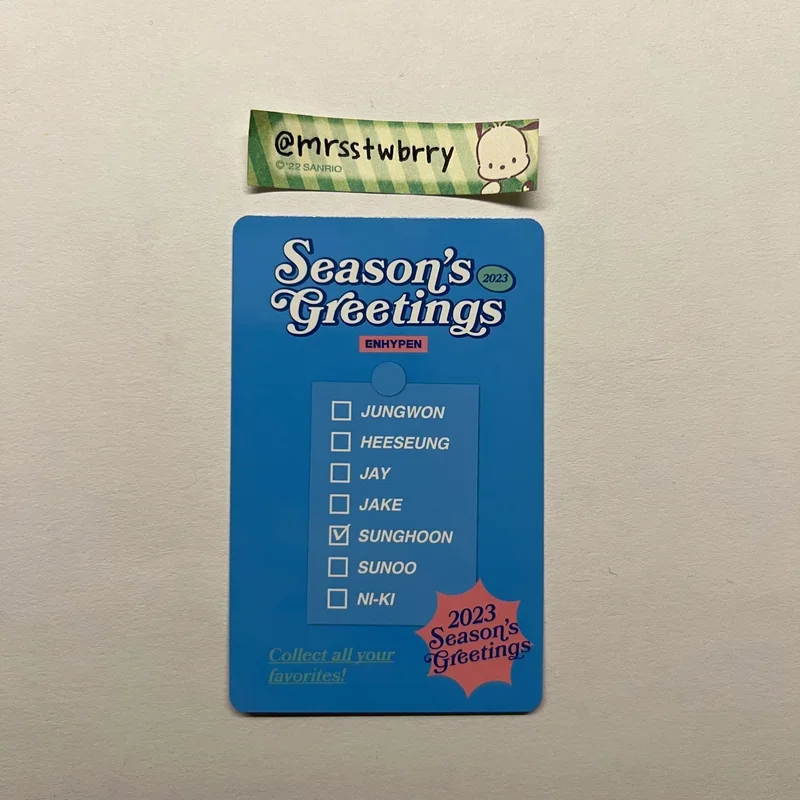 @mrsstwbrry
© '22 SANRIO
Season's
Greetings
2023
ENHYPEN
JUNGWON
HEESEUNG
JAY
JAKE
SUNGHOON
SUNOO
NI-KI
2023
Season's
Greetings
Collect all your
favorites!